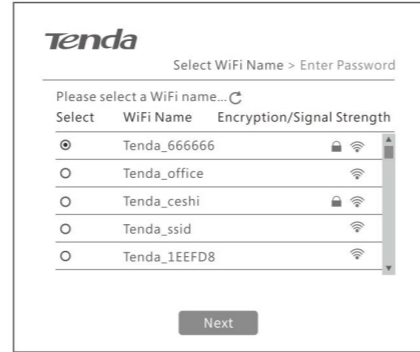 Tenda
Select WiFi Name > Enter Password
Please select a WiFi name...
Select WiFi Name Encryption/Signal Strength
Tenda_666666
Tenda_office
Tenda_ceshi
Tenda_ssid
Tenda_1EEFD8
Next